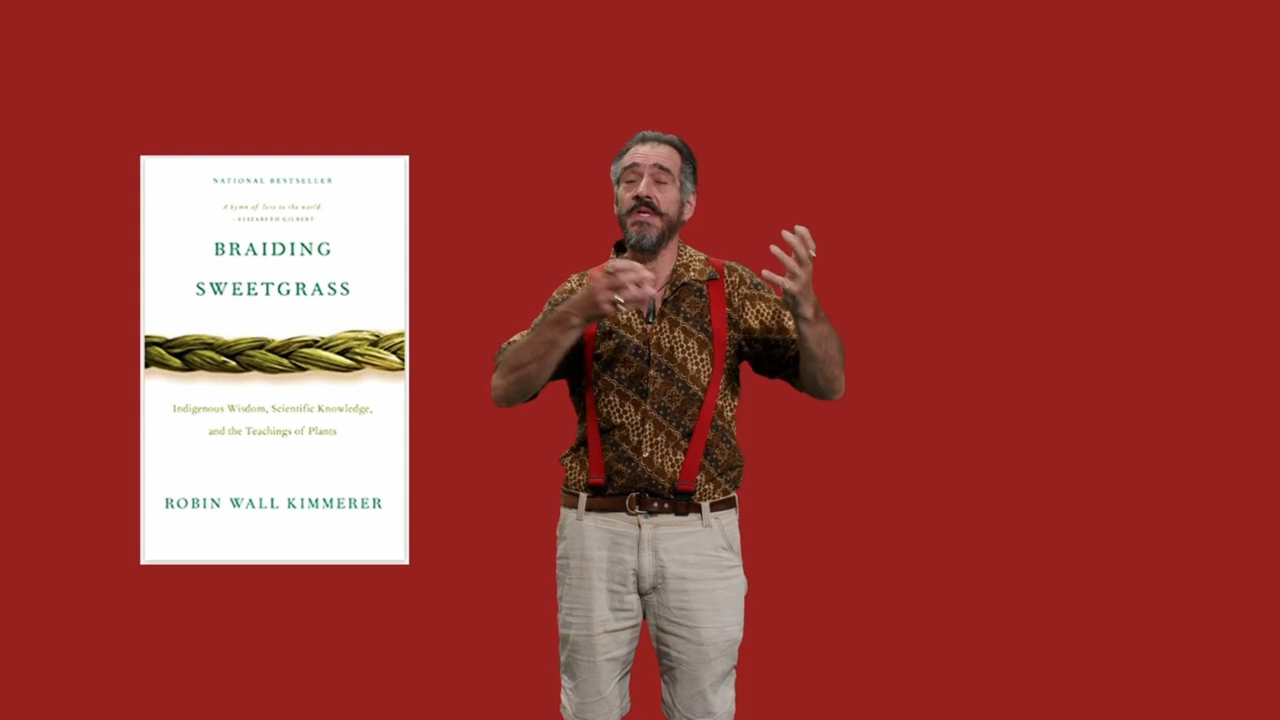 NATIONAL BESTSELLER
A hymn of love to the world.
—ELIZABETH GILBERT
BRAIDING
SWEETGRASS
Indigenous Wisdom, Scientific Knowledge,
and the Teachings of Plants
ROBIN WALL KIMMERER